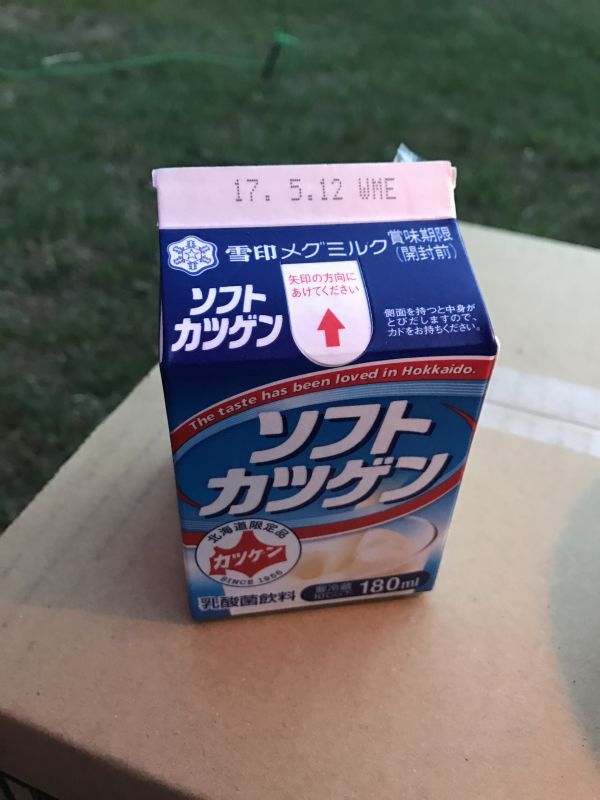 17. 5.12 WME
雪印メグミルク
賞味期限
(開封前)
ソフト
カツゲン
矢印の方向に
あけてください
側面を持つと中身が
とびだしますので、
カドをお持ちください。
The taste has been loved in Hokkaido.
ソフト
カツゲン
北海道限定品
カツゲン
SINCE 1956
乳酸菌飲料
要冷蔵
10℃以下
180ml